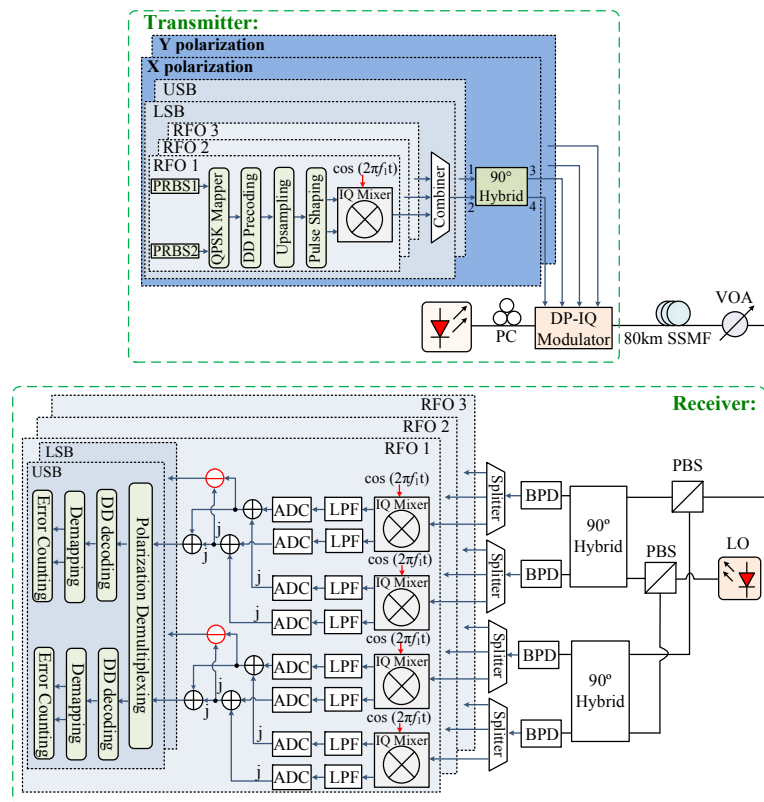 Transmitter:
Y polarization
X polarization
USB
LSB
RFO 3
RFO 2
RFO 1
cos (2πf₁t)
PRBS1
PRBS2
QPSK Mapper
DD Precoding
Upsampling
Pulse Shaping
IQ Mixer
Combiner
1
2
90°
Hybrid
3
4
PC
DP-IQ
Modulator
80km SSMF
VOA
Receiver:
RFO 3
RFO 2
RFO 1
LSB
USB
Error Counting
Demapping
DD decoding
Polarization Demultiplexing
j
j
ADC
LPF
cos (2πf₁t)
IQ Mixer
ADC
LPF
Splitter
BPD
90°
Hybrid
PBS
j
j
ADC
LPF
cos (2πf₁t)
IQ Mixer
ADC
LPF
Splitter
BPD
PBS
LO
Error Counting
Demapping
DD decoding
j
j
ADC
LPF
cos (2πf₁t)
IQ Mixer
ADC
LPF
Splitter
BPD
90°
Hybrid
j
j
ADC
LPF
cos (2πf₁t)
IQ Mixer
ADC
LPF
Splitter
BPD